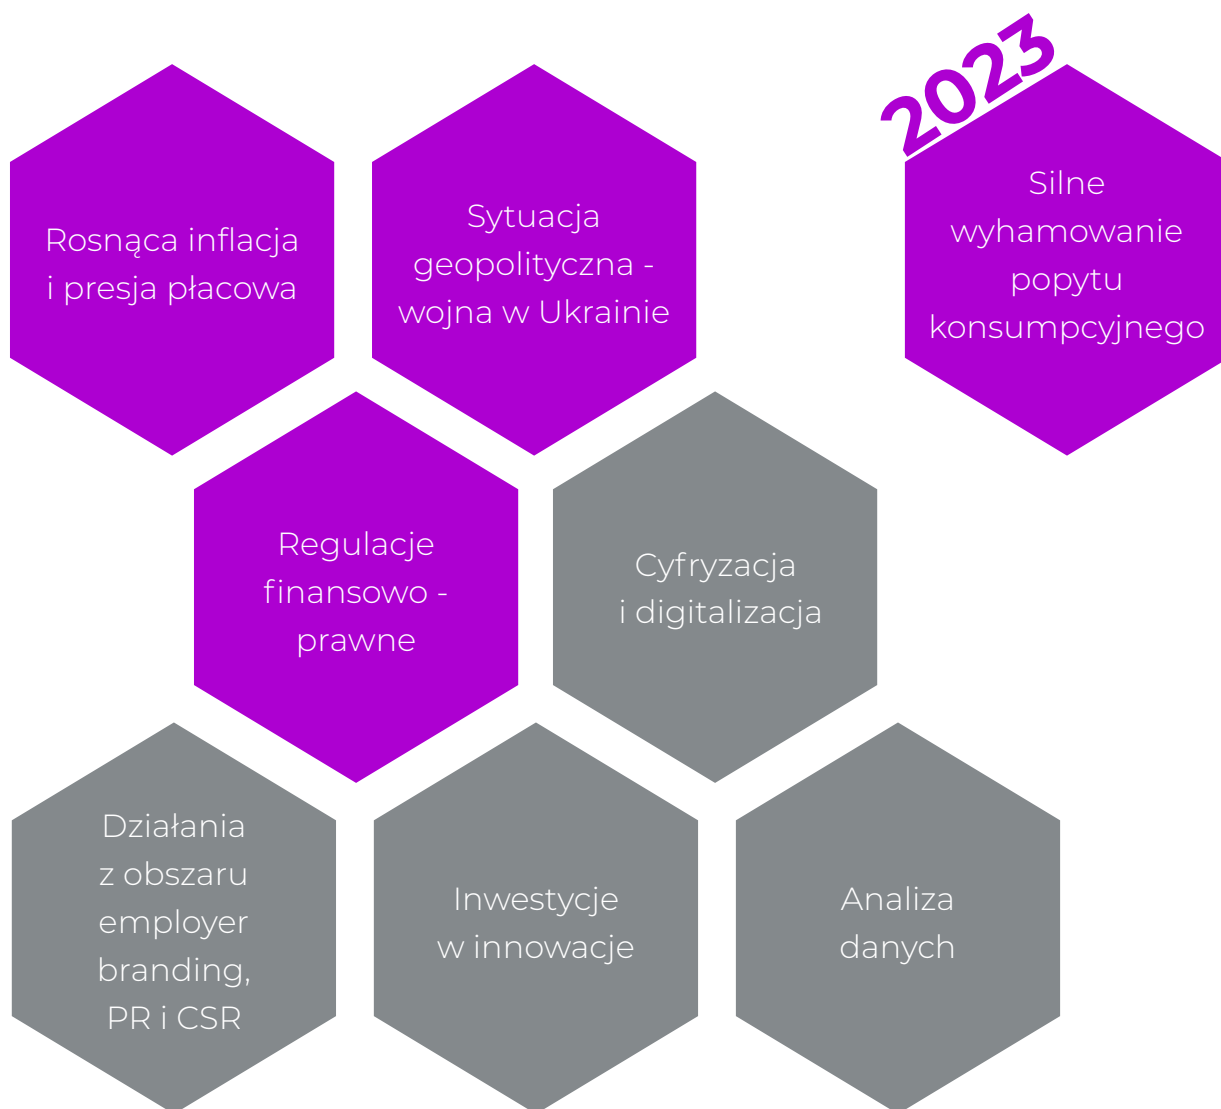 Rosnąca inflacja
i presja płacowa
Sytuacja
geopolityczna -
wojna w Ukrainie
2023
Silne
wyhamowanie
popytu
konsumpcyjnego
Regulacje
finansowo -
prawne
Cyfryzacja
i digitalizacja
Działania
z obszaru
employer
branding,
PR i CSR
Inwestycje
w innowacje
Analiza
danych